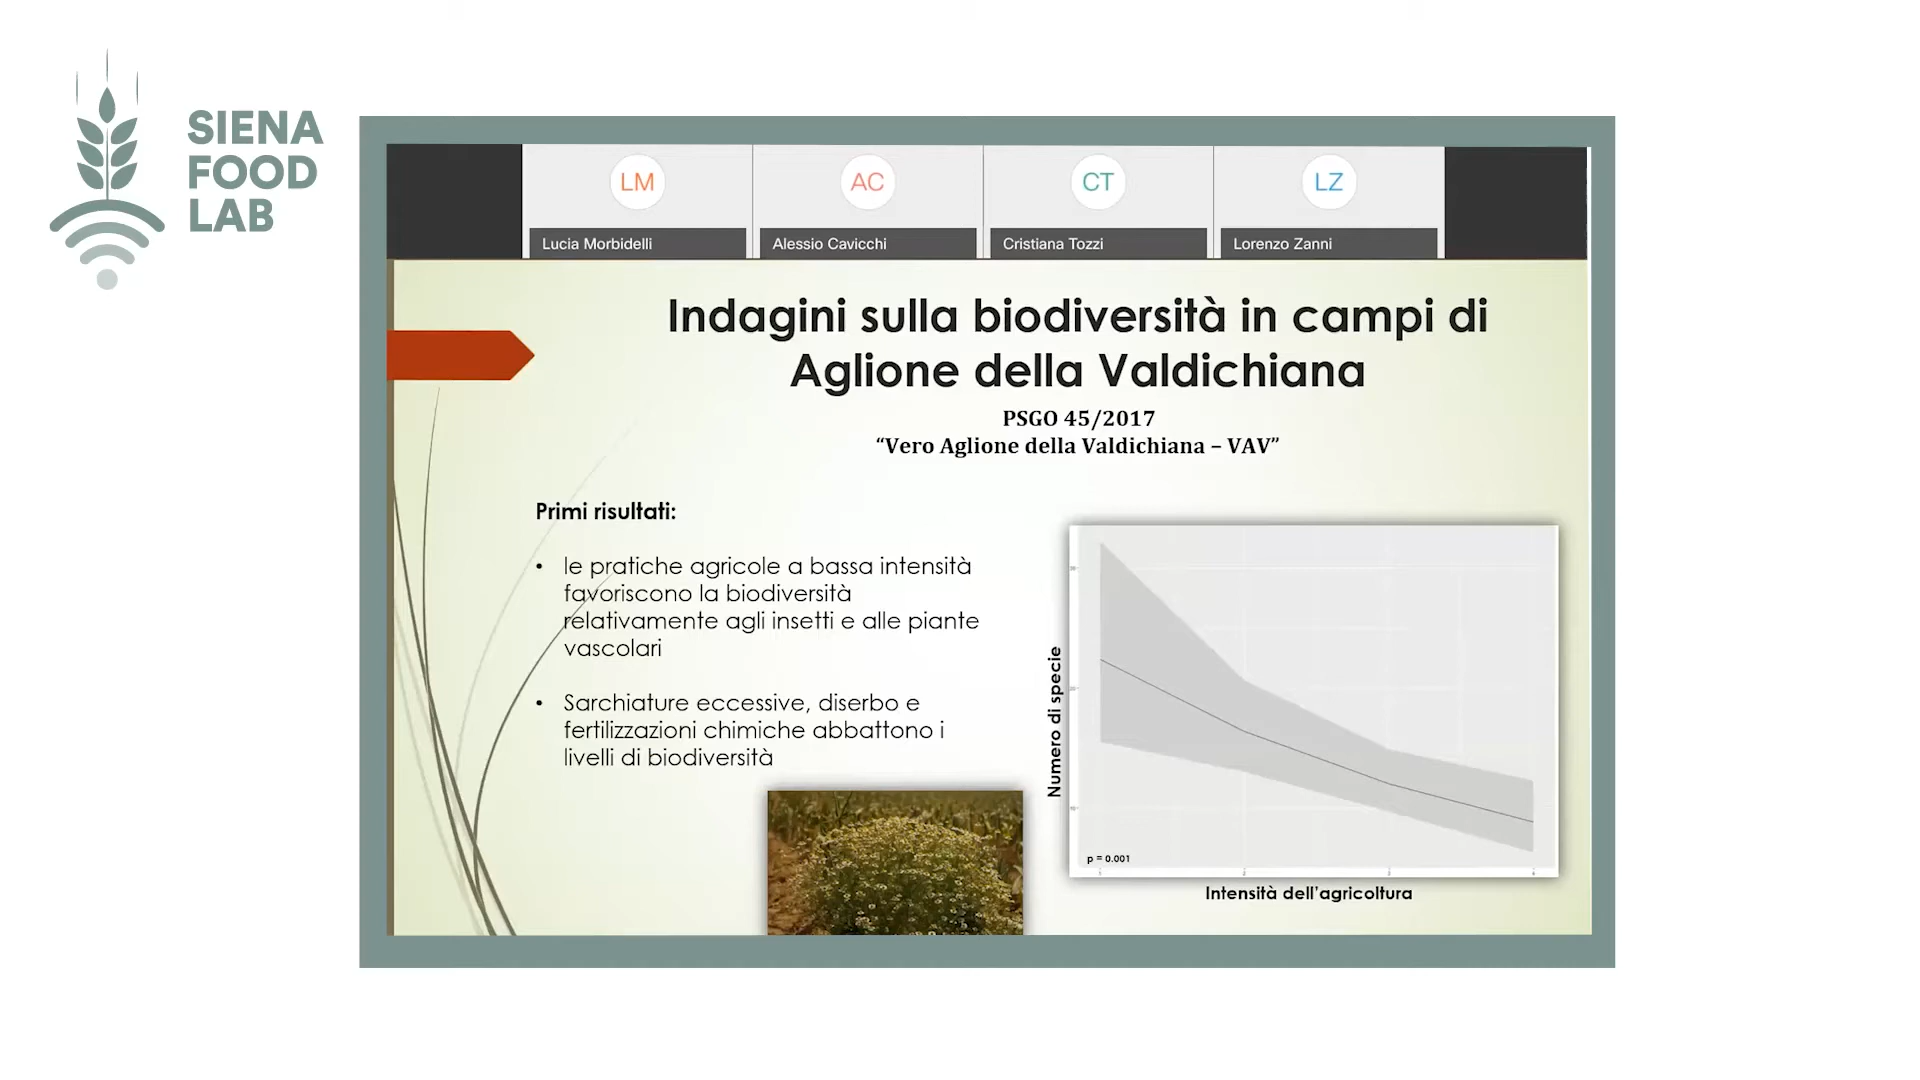 SIENA
FOOD
LAB
LM
AC
CT
LZ
Lucia Morbidelli
Alessio Cavicchi
Cristiana Tozzi
Lorenzo Zanni
Indagini sulla biodiversità in campi di
Aglione della Valdichiana
PSGO 45/2017
“Vero Aglione della Valdichiana – VAV”
Primi risultati:
• le pratiche agricole a bassa intensità
favoriscono la biodiversità
relativamente agli insetti e alle piante
vascolari
• Sarchiature eccessive, diserbo e
fertilizzazioni chimiche abbattono i
livelli di biodiversità
Numero di specie
p = 0.001
Intensità dell’agricoltura